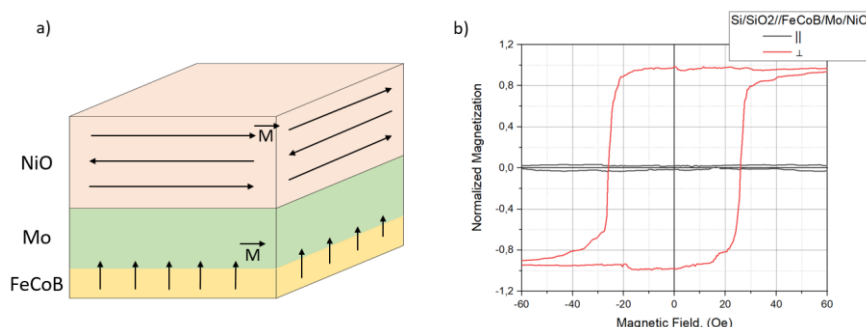 a)
NiO
Mo
FeCoB
M
M
b)
Si/SiO2//FeCoB/Mo/NiO
||
⊥
Normalized Magnetization
1,2
0,8
0,4
0,0
-0,4
-0,8
-1,2
-60
-40
-20
0
20
40
60
Magnetic Field, (Oe)